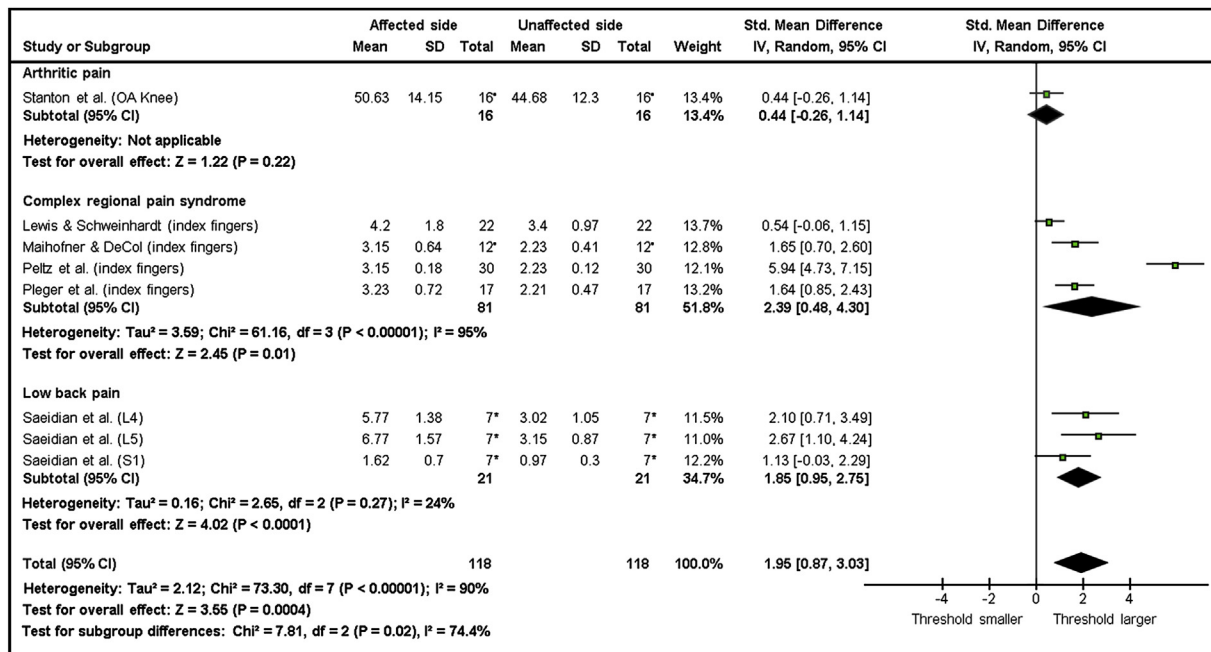 Affected side Unaffected side Std. Mean Difference Std. Mean Difference
Study or Subgroup Mean SD Total Mean SD Total Weight IV, Random, 95% CI IV, Random, 95% CI
Arthritic pain
Stanton et al. (OA Knee) 50.63 14.15 16* 44.68 12.3 16* 13.4% 0.44 [-0.26, 1.14]
Subtotal (95% CI) 16 16 13.4% 0.44 [-0.26, 1.14]
Heterogeneity: Not applicable
Test for overall effect: Z = 1.22 (P = 0.22)
Complex regional pain syndrome
Lewis & Schweinhardt (index fingers) 4.2 1.8 22 3.4 0.97 22 13.7% 0.54 [-0.06, 1.15]
Maihofner & DeCol (index fingers) 3.15 0.64 12* 2.23 0.41 12* 12.8% 1.65 [0.70, 2.60]
Peltz et al. (index fingers) 3.15 0.18 30 2.23 0.12 30 12.1% 5.94 [4.73, 7.15]
Pleger et al. (index fingers) 3.23 0.72 17 2.21 0.47 17 13.2% 1.64 [0.85, 2.43]
Subtotal (95% CI) 81 81 51.8% 2.39 [0.48, 4.30]
Heterogeneity: Tau² = 3.59; Chi² = 61.16, df = 3 (P < 0.00001); I² = 95%
Test for overall effect: Z = 2.45 (P = 0.01)
Low back pain
Saeidian et al. (L4) 5.77 1.38 7* 3.02 1.05 7* 11.5% 2.10 [0.71, 3.49]
Saeidian et al. (L5) 6.77 1.57 7* 3.15 0.87 7* 11.0% 2.67 [1.10, 4.24]
Saeidian et al. (S1) 1.62 0.7 7* 0.97 0.3 7* 12.2% 1.13 [-0.03, 2.29]
Subtotal (95% CI) 21 21 34.7% 1.85 [0.95, 2.75]
Heterogeneity: Tau² = 0.16; Chi² = 2.65, df = 2 (P = 0.27); I² = 24%
Test for overall effect: Z = 4.02 (P < 0.0001)
Total (95% CI) 118 118 100.0% 1.95 [0.87, 3.03]
Heterogeneity: Tau² = 2.12; Chi² = 73.30, df = 7 (P < 0.00001); I² = 90%
Test for overall effect: Z = 3.55 (P = 0.0004)
Test for subgroup differences: Chi² = 7.81, df = 2 (P = 0.02), I² = 74.4%
-4 -2 0 2 4
Threshold smaller Threshold larger